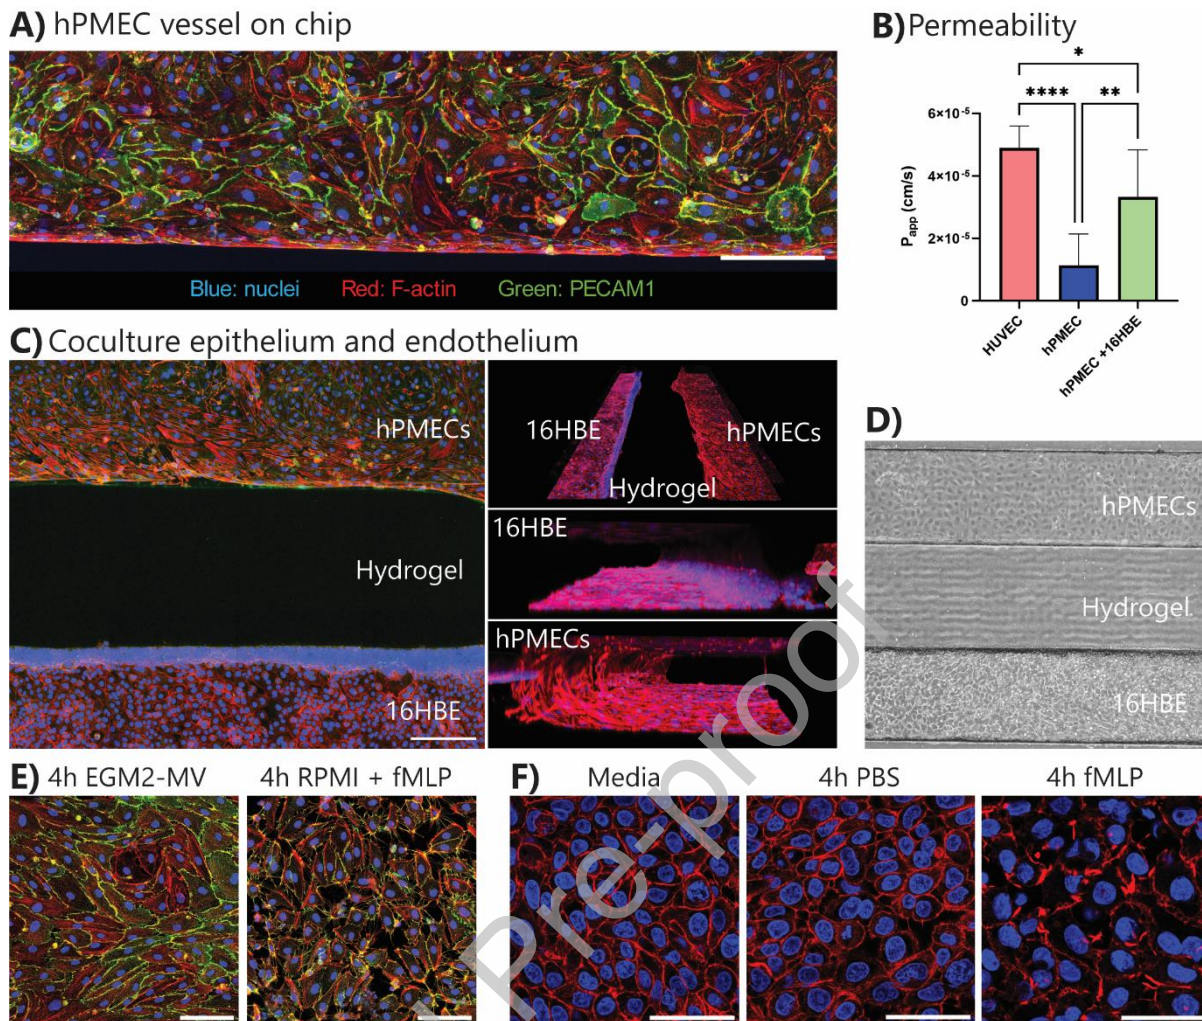 A) hPMEC vessel on chip
Blue: nuclei Red: F-actin Green: PECAM1
B) Permeability
*
**** **
6×10⁻⁵
4×10⁻⁵
2×10⁻⁵
0
Papp (cm/s)
HUVEC
hPMEC
hPMEC +16HBE
C) Coculture epithelium and endothelium
hPMECs
Hydrogel
16HBE
16HBE
hPMECs
Hydrogel
16HBE
hPMECs
D)
hPMECs
Hydrogel
16HBE
E) 4h EGM2-MV 4h RPMI + fMLP
F) Media 4h PBS 4h fMLP
Pre-proof